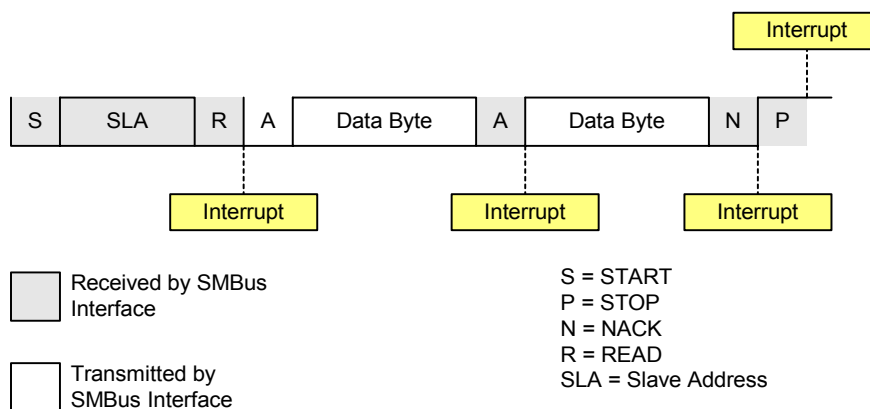 Interrupt
S SLA R A Data Byte A Data Byte N P
Interrupt Interrupt Interrupt
Received by SMBus
Interface
Transmitted by
SMBus Interface
S = START
P = STOP
N = NACK
R = READ
SLA = Slave Address